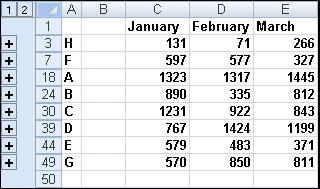 1 2 A B C D E
1 January February March
3 H 131 71 266
7 F 597 577 327
18 A 1323 1317 1445
24 B 890 335 812
30 C 1231 922 843
39 D 767 1424 1199
44 E 579 483 371
49 G 570 850 811
50